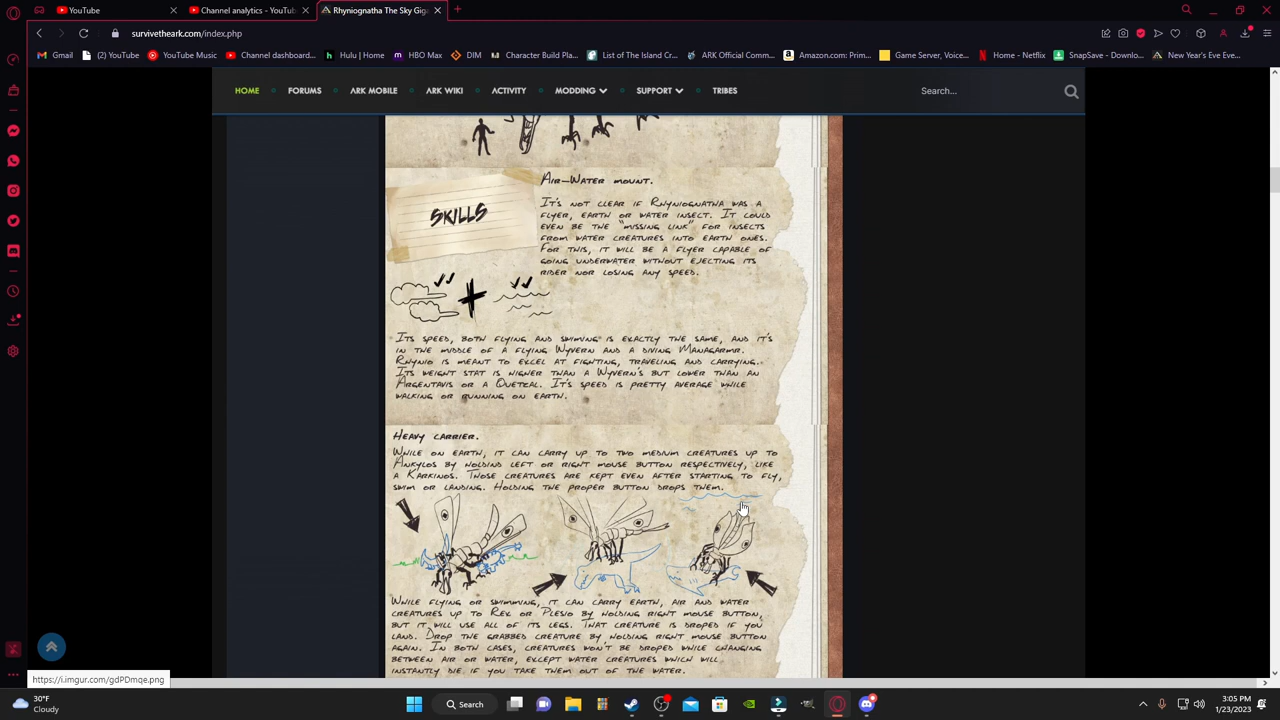 YouTube
Channel analytics - YouTube
Rhyniognatha The Sky Gig
survivetheark.com/index.php
Gmail
(2) YouTube
YouTube Music
Channel dashboard...
Hulu | Home
HBO Max
DIM
Character Build Pla...
List of The Island Cr...
ARK Official Comm...
Amazon.com: Prim...
Game Server, Voice...
Home - Netflix
SnapSave - Downlo...
New Year's Eve Eve...
HOME
FORUMS
ARK MOBILE
ARK WIKI
ACTIVITY
MODDING
SUPPORT
TRIBES
Search...
SKILLS
Air-Water mount.
It's not clear if Rhyniognatha was a
flyer, earth or water insect. It could
even be the "missing link" for insects
from water creatures into earth ones.
For this, it will be a flyer capable of
going underwater without ejecting its
rider nor losing any speed.
Its speed, both flying and swiming is exactly the same, and it's
in the middle of a flying Wyvern and a diving Managarmr.
Rhynio is meant to excel at fighting, traveling and carrying.
Its weight stat is higher than a Wyvern's but lower than an
Argentavis or a Quetzal. It's speed is pretty average while
walking or running on earth.
Heavy carrier.
While on earth, it can carry up to two medium creatures up to
Ankylos by holdind left or right mouse button respectively, like
a Karkinos. Those creatures are kept even after starting to fly,
swim or landing. Holding the proper button drops them.
While flying or swimming, it can carry earth, air and water
creatures up to Rex or Plesio by holding right mouse button,
but it will use all of its legs. That creature is droped if you
land. Drop the grabbed creature by holding right mouse button
again. In both cases, creatures won't be droped while changing
between air or water, except water creatures which will
instantly die if you take them out of the water.
https://i.imgur.com/gdPDmqe.png
30°F
Cloudy
Search
3:05 PM
1/23/2023